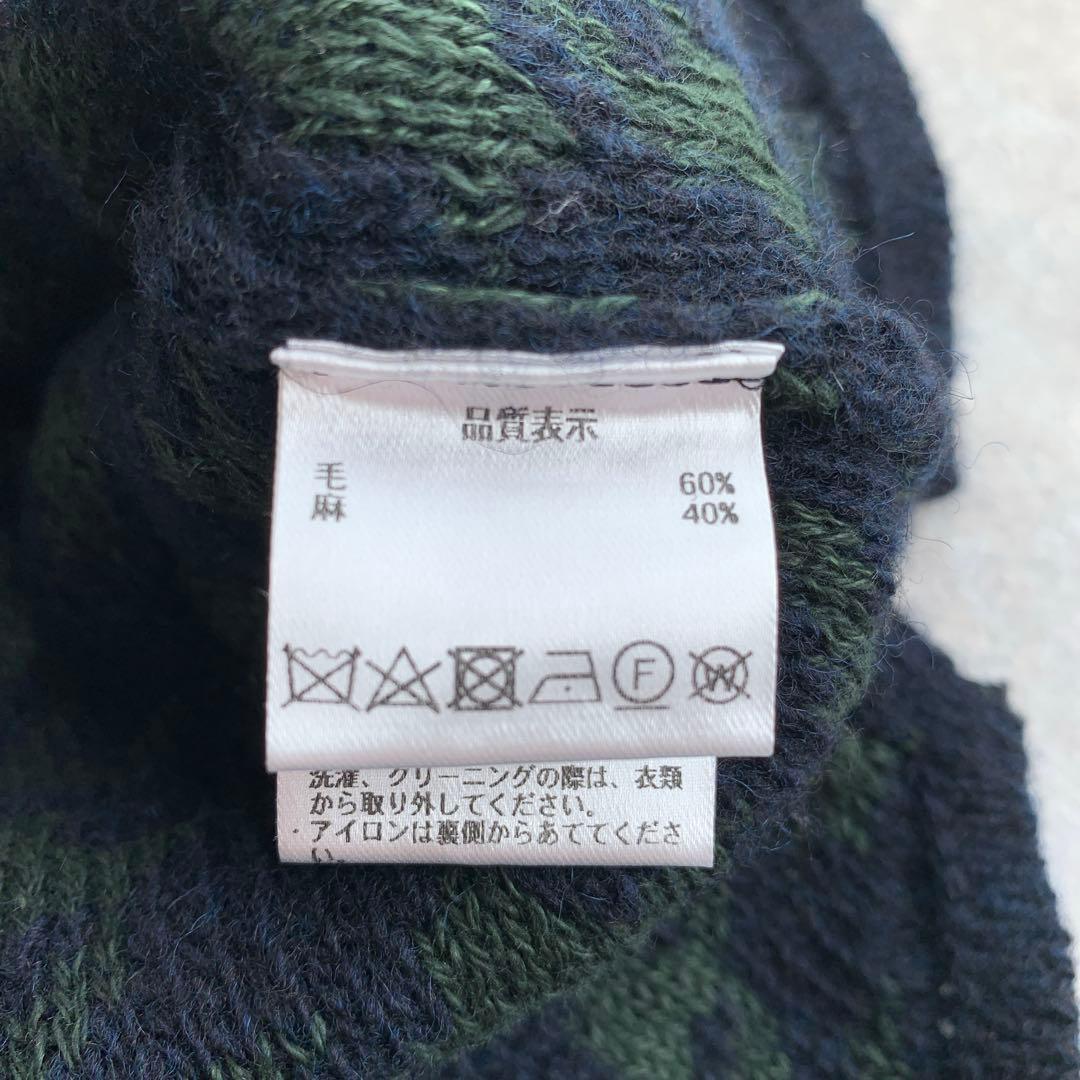 品質表示
毛 60%
麻 40%
F W
洗濯、クリーニングの際は、衣類
から取り外してください。
・アイロンは裏側からあててくださ
い。